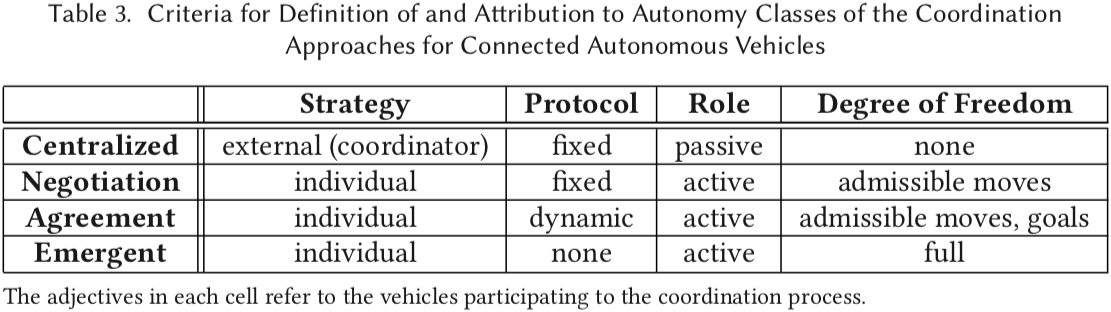 Table 3. Criteria for Definition of and Attribution to Autonomy Classes of the Coordination
Approaches for Connected Autonomous Vehicles
Strategy Protocol Role Degree of Freedom
Centralized external (coordinator) fixed passive none
Negotiation individual fixed active admissible moves
Agreement individual dynamic active admissible moves, goals
Emergent individual none active full
The adjectives in each cell refer to the vehicles participating to the coordination process.